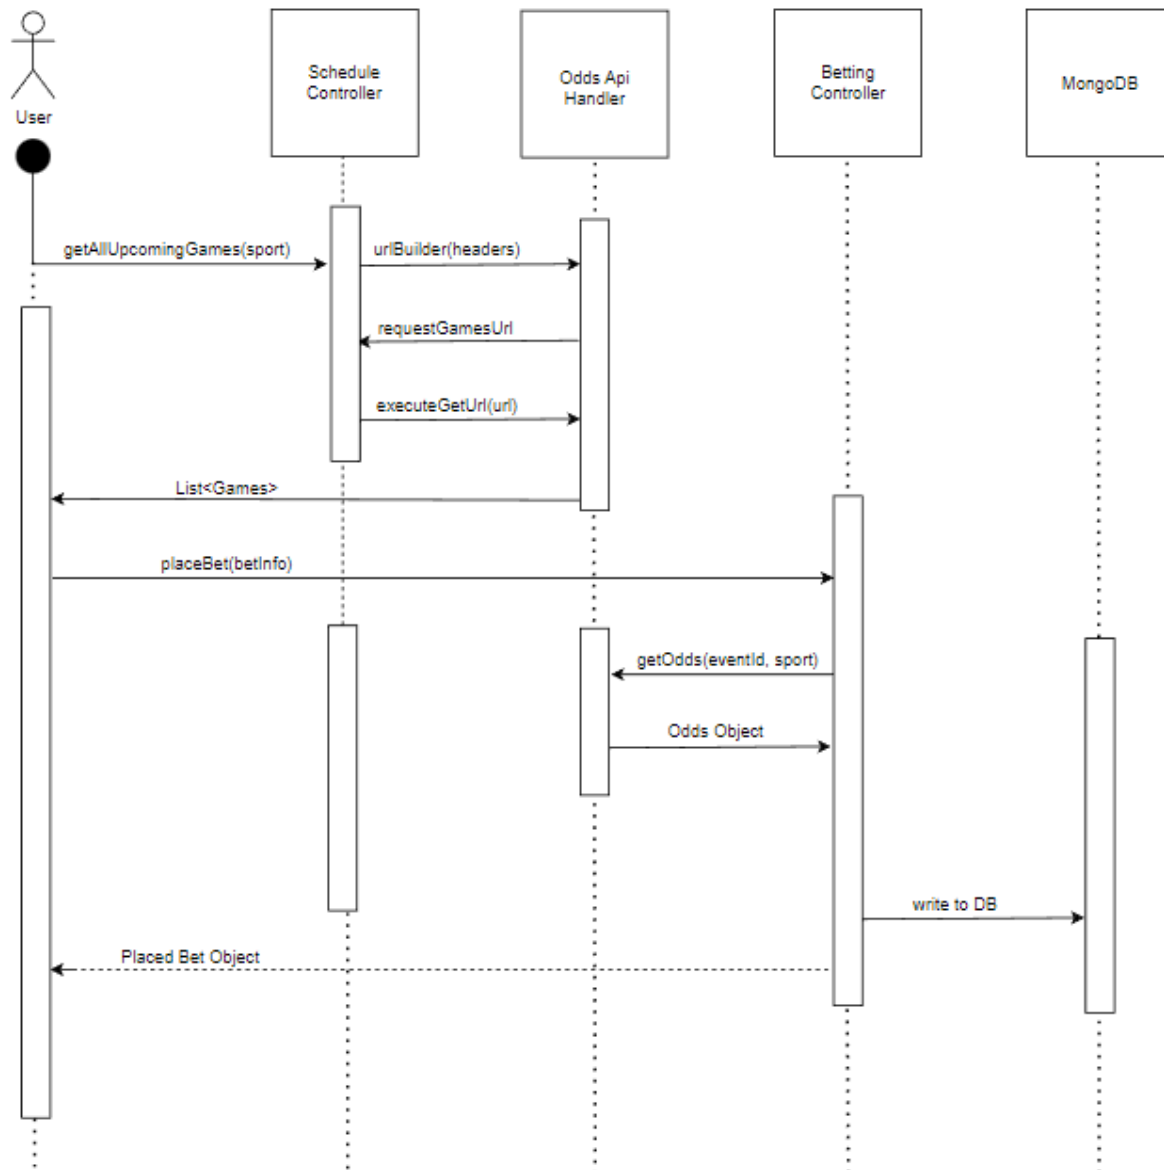 User
Schedule
Controller
Odds Api
Handler
Betting
Controller
MongoDB
getAllUpcomingGames(sport)
urlBuilder(headers)
requestGamesUrl
executeGetUrl(url)
List<Games>
placeBet(betInfo)
getOdds(eventId, sport)
Odds Object
write to DB
Placed Bet Object